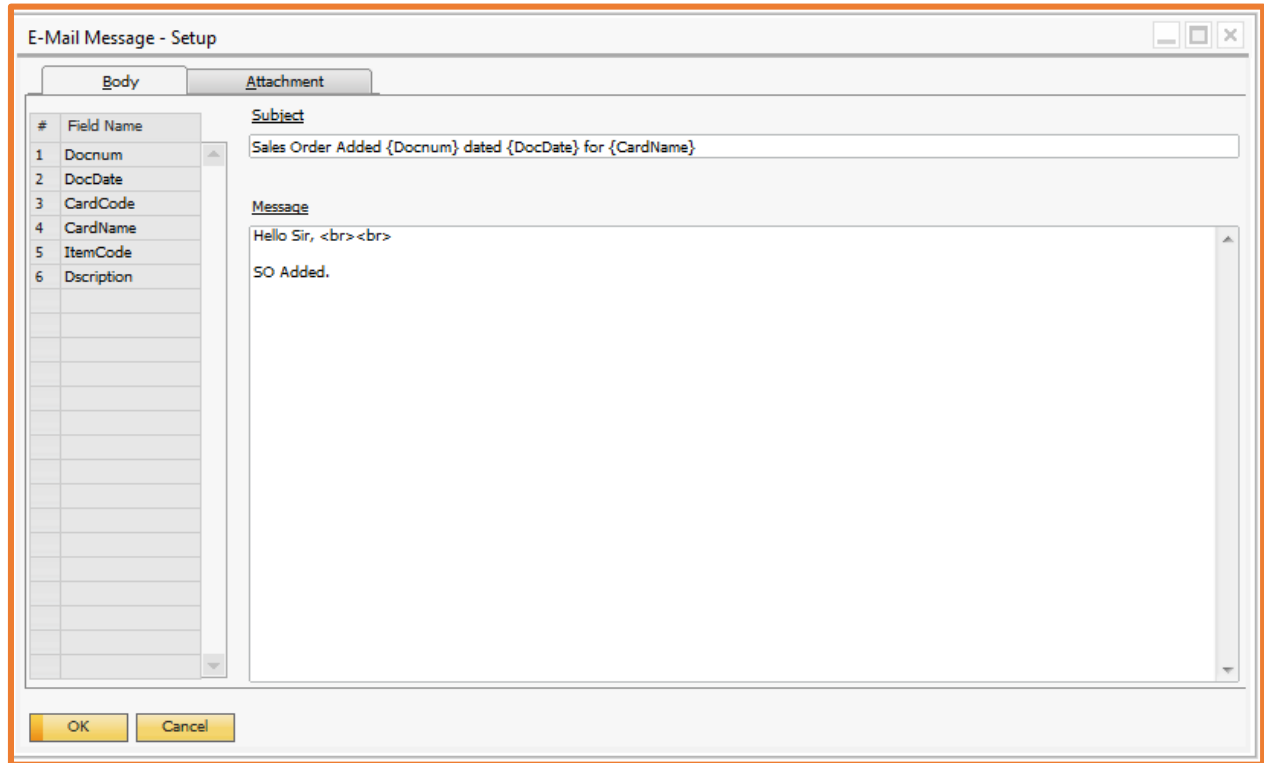 E-Mail Message - Setup
Body Attachment
# Field Name
1 Docnum
2 DocDate
3 CardCode
4 CardName
5 ItemCode
6 Dscription
Subject
Sales Order Added {Docnum} dated {DocDate} for {CardName}
Message
Hello Sir, <br><br>
SO Added.
OK Cancel